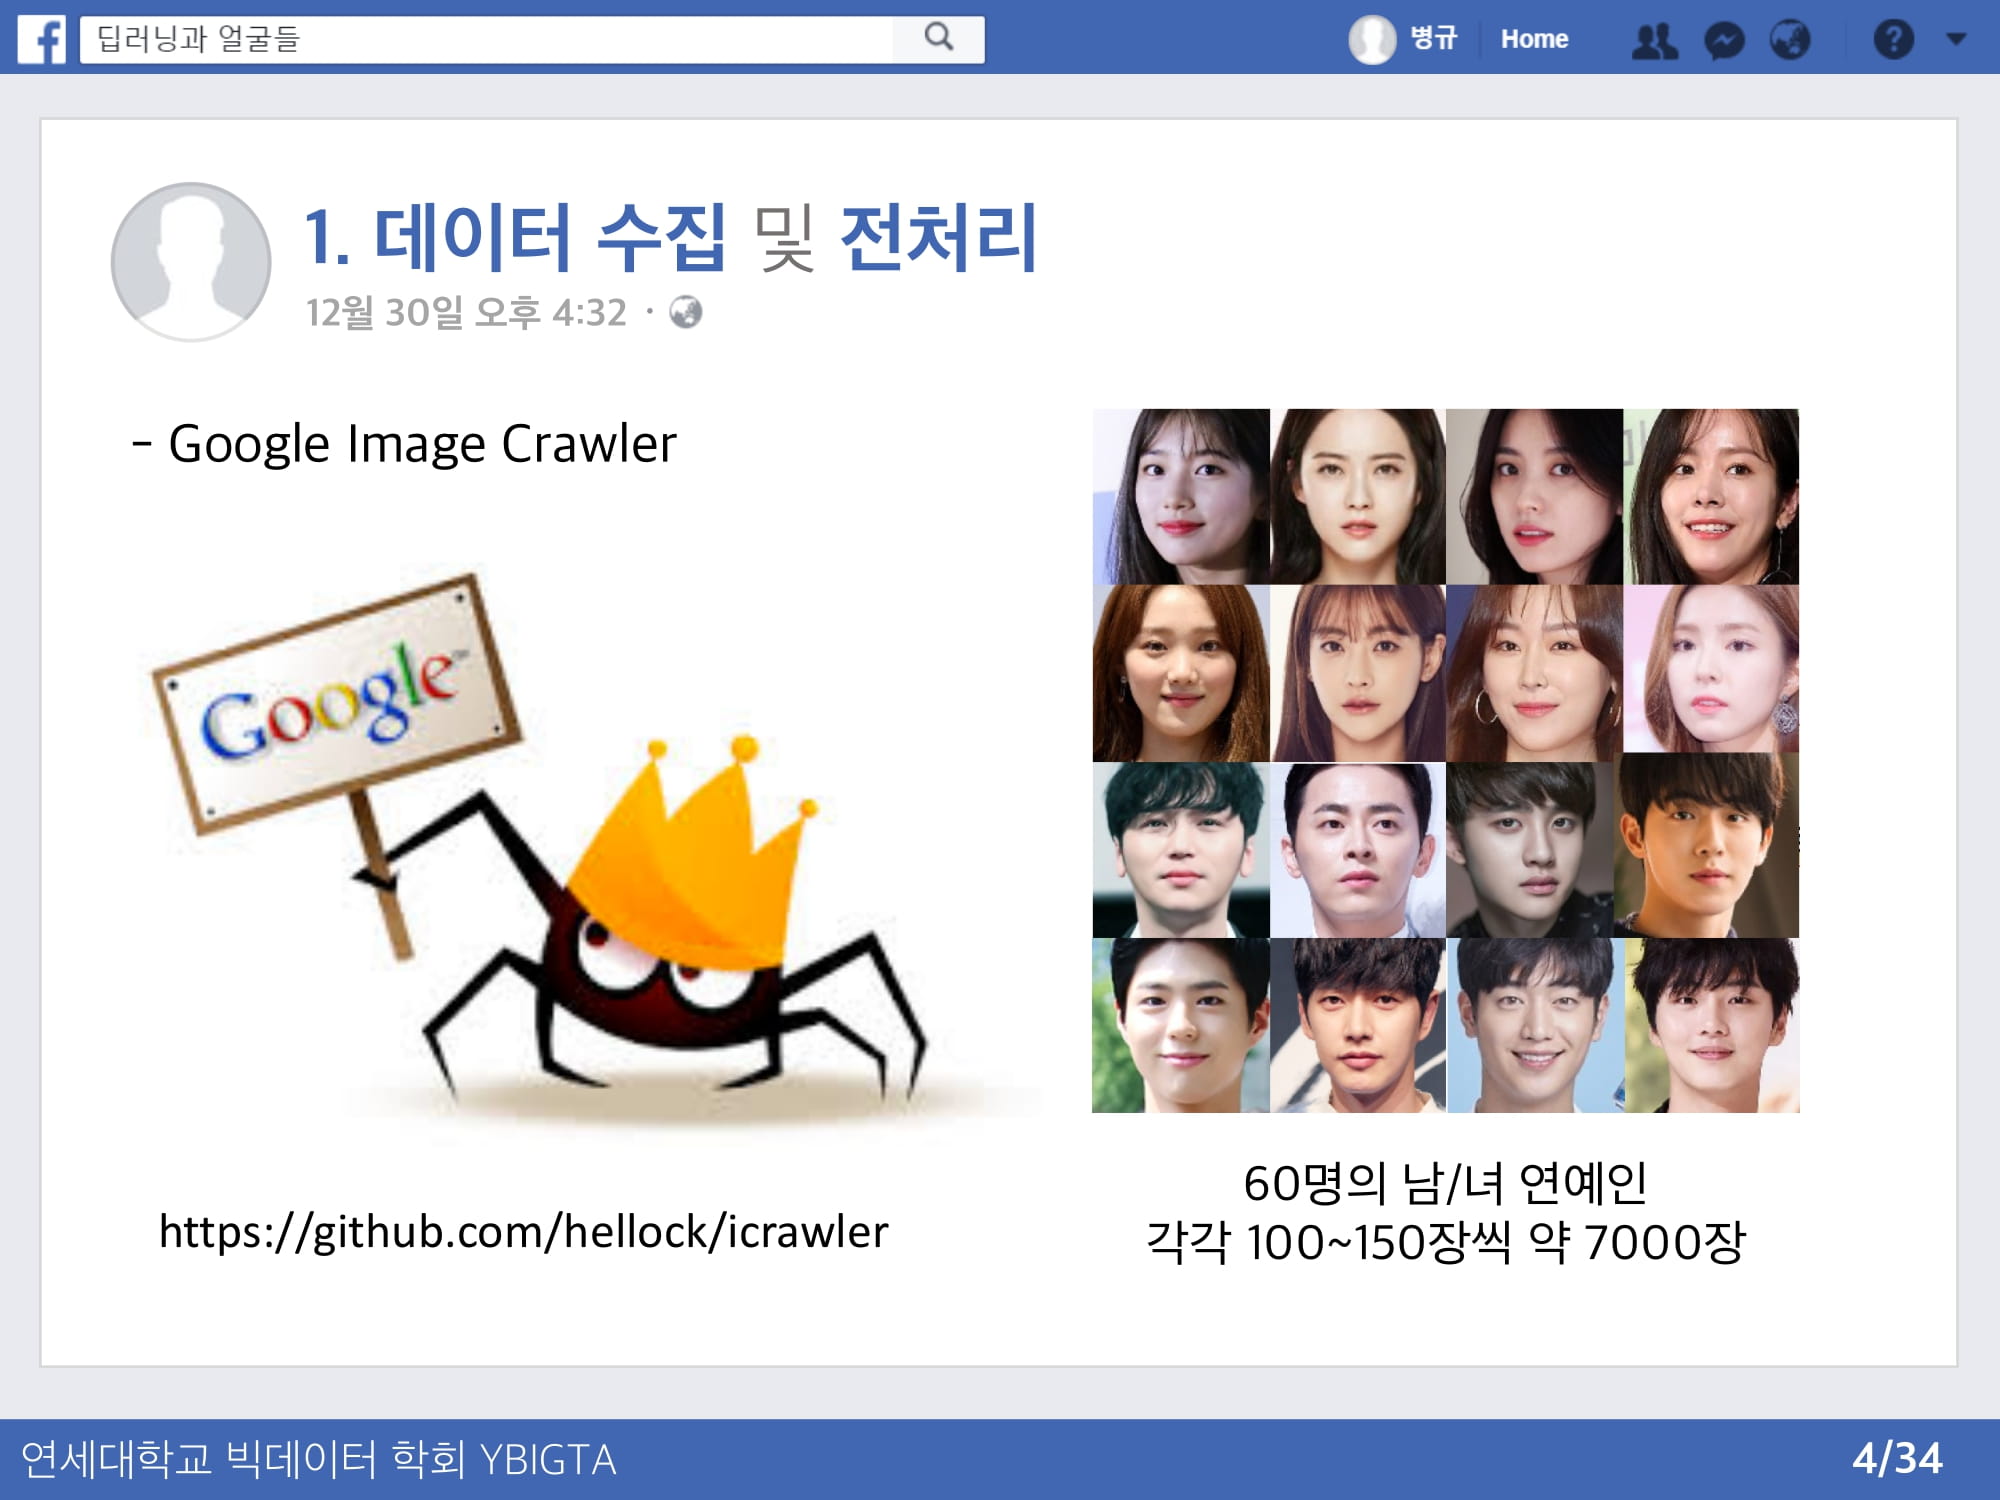 딥러닝과 얼굴들
병규 Home
1. 데이터 수집 및 전처리
12월 30일 오후 4:32 ·
- Google Image Crawler
Google
https://github.com/hellock/icrawler
60명의 남/녀 연예인
각각 100~150장씩 약 7000장
연세대학교 빅데이터 학회 YBIGTA
4/34